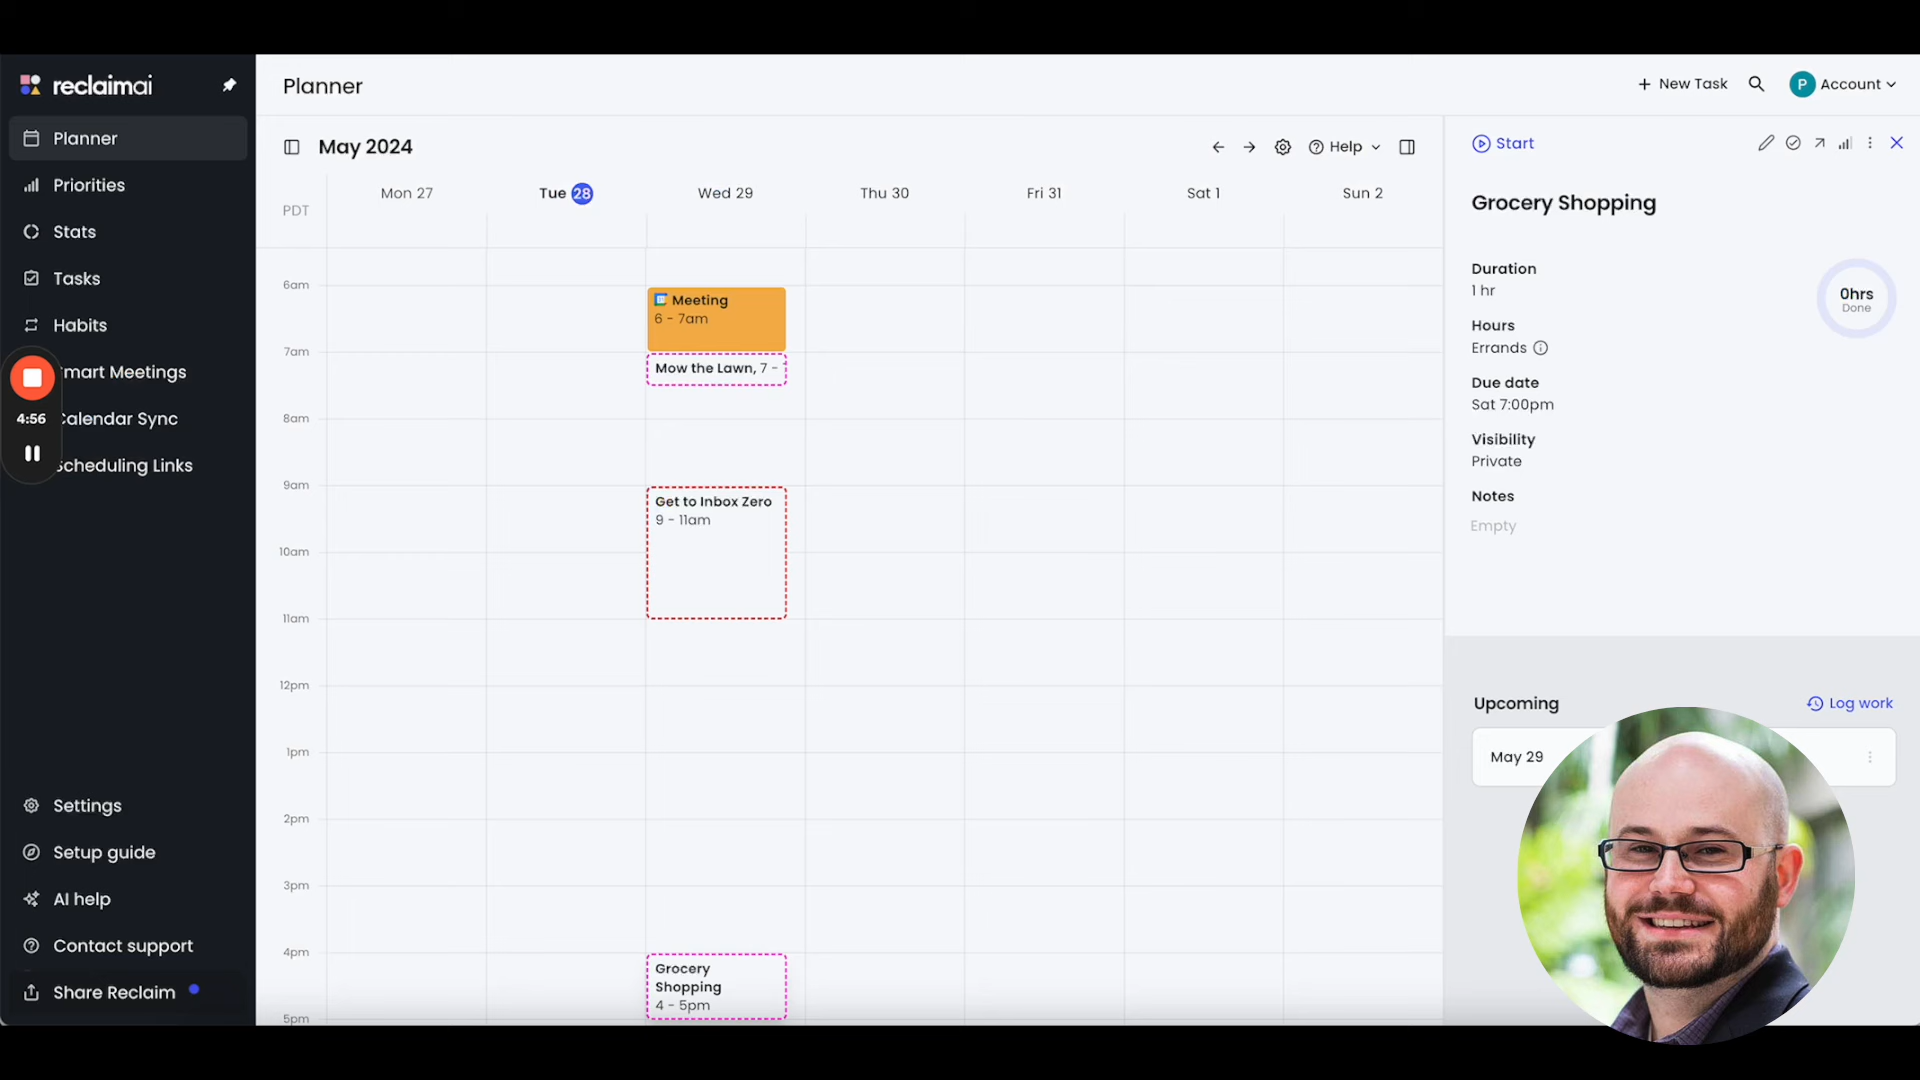 reclaimai
Planner
Priorities
Stats
Tasks
Habits
mart Meetings
4:56
Calendar Sync
cheduling Links
Settings
Setup guide
AI help
Contact support
Share Reclaim
Planner
+ New Task
P Account
May 2024
Help
PDT
Mon 27
Tue 28
Wed 29
Thu 30
Fri 31
Sat 1
Sun 2
6am
7am
8am
9am
10am
11am
12pm
1pm
2pm
3pm
4pm
5pm
Meeting
6 - 7am
Mow the Lawn, 7 -
Get to Inbox Zero
9 - 11am
Grocery
Shopping
4 - 5pm
Start
Grocery Shopping
Duration
1 hr
0hrs
Done
Hours
Errands
Due date
Sat 7:00pm
Visibility
Private
Notes
Empty
Upcoming
Log work
May 29